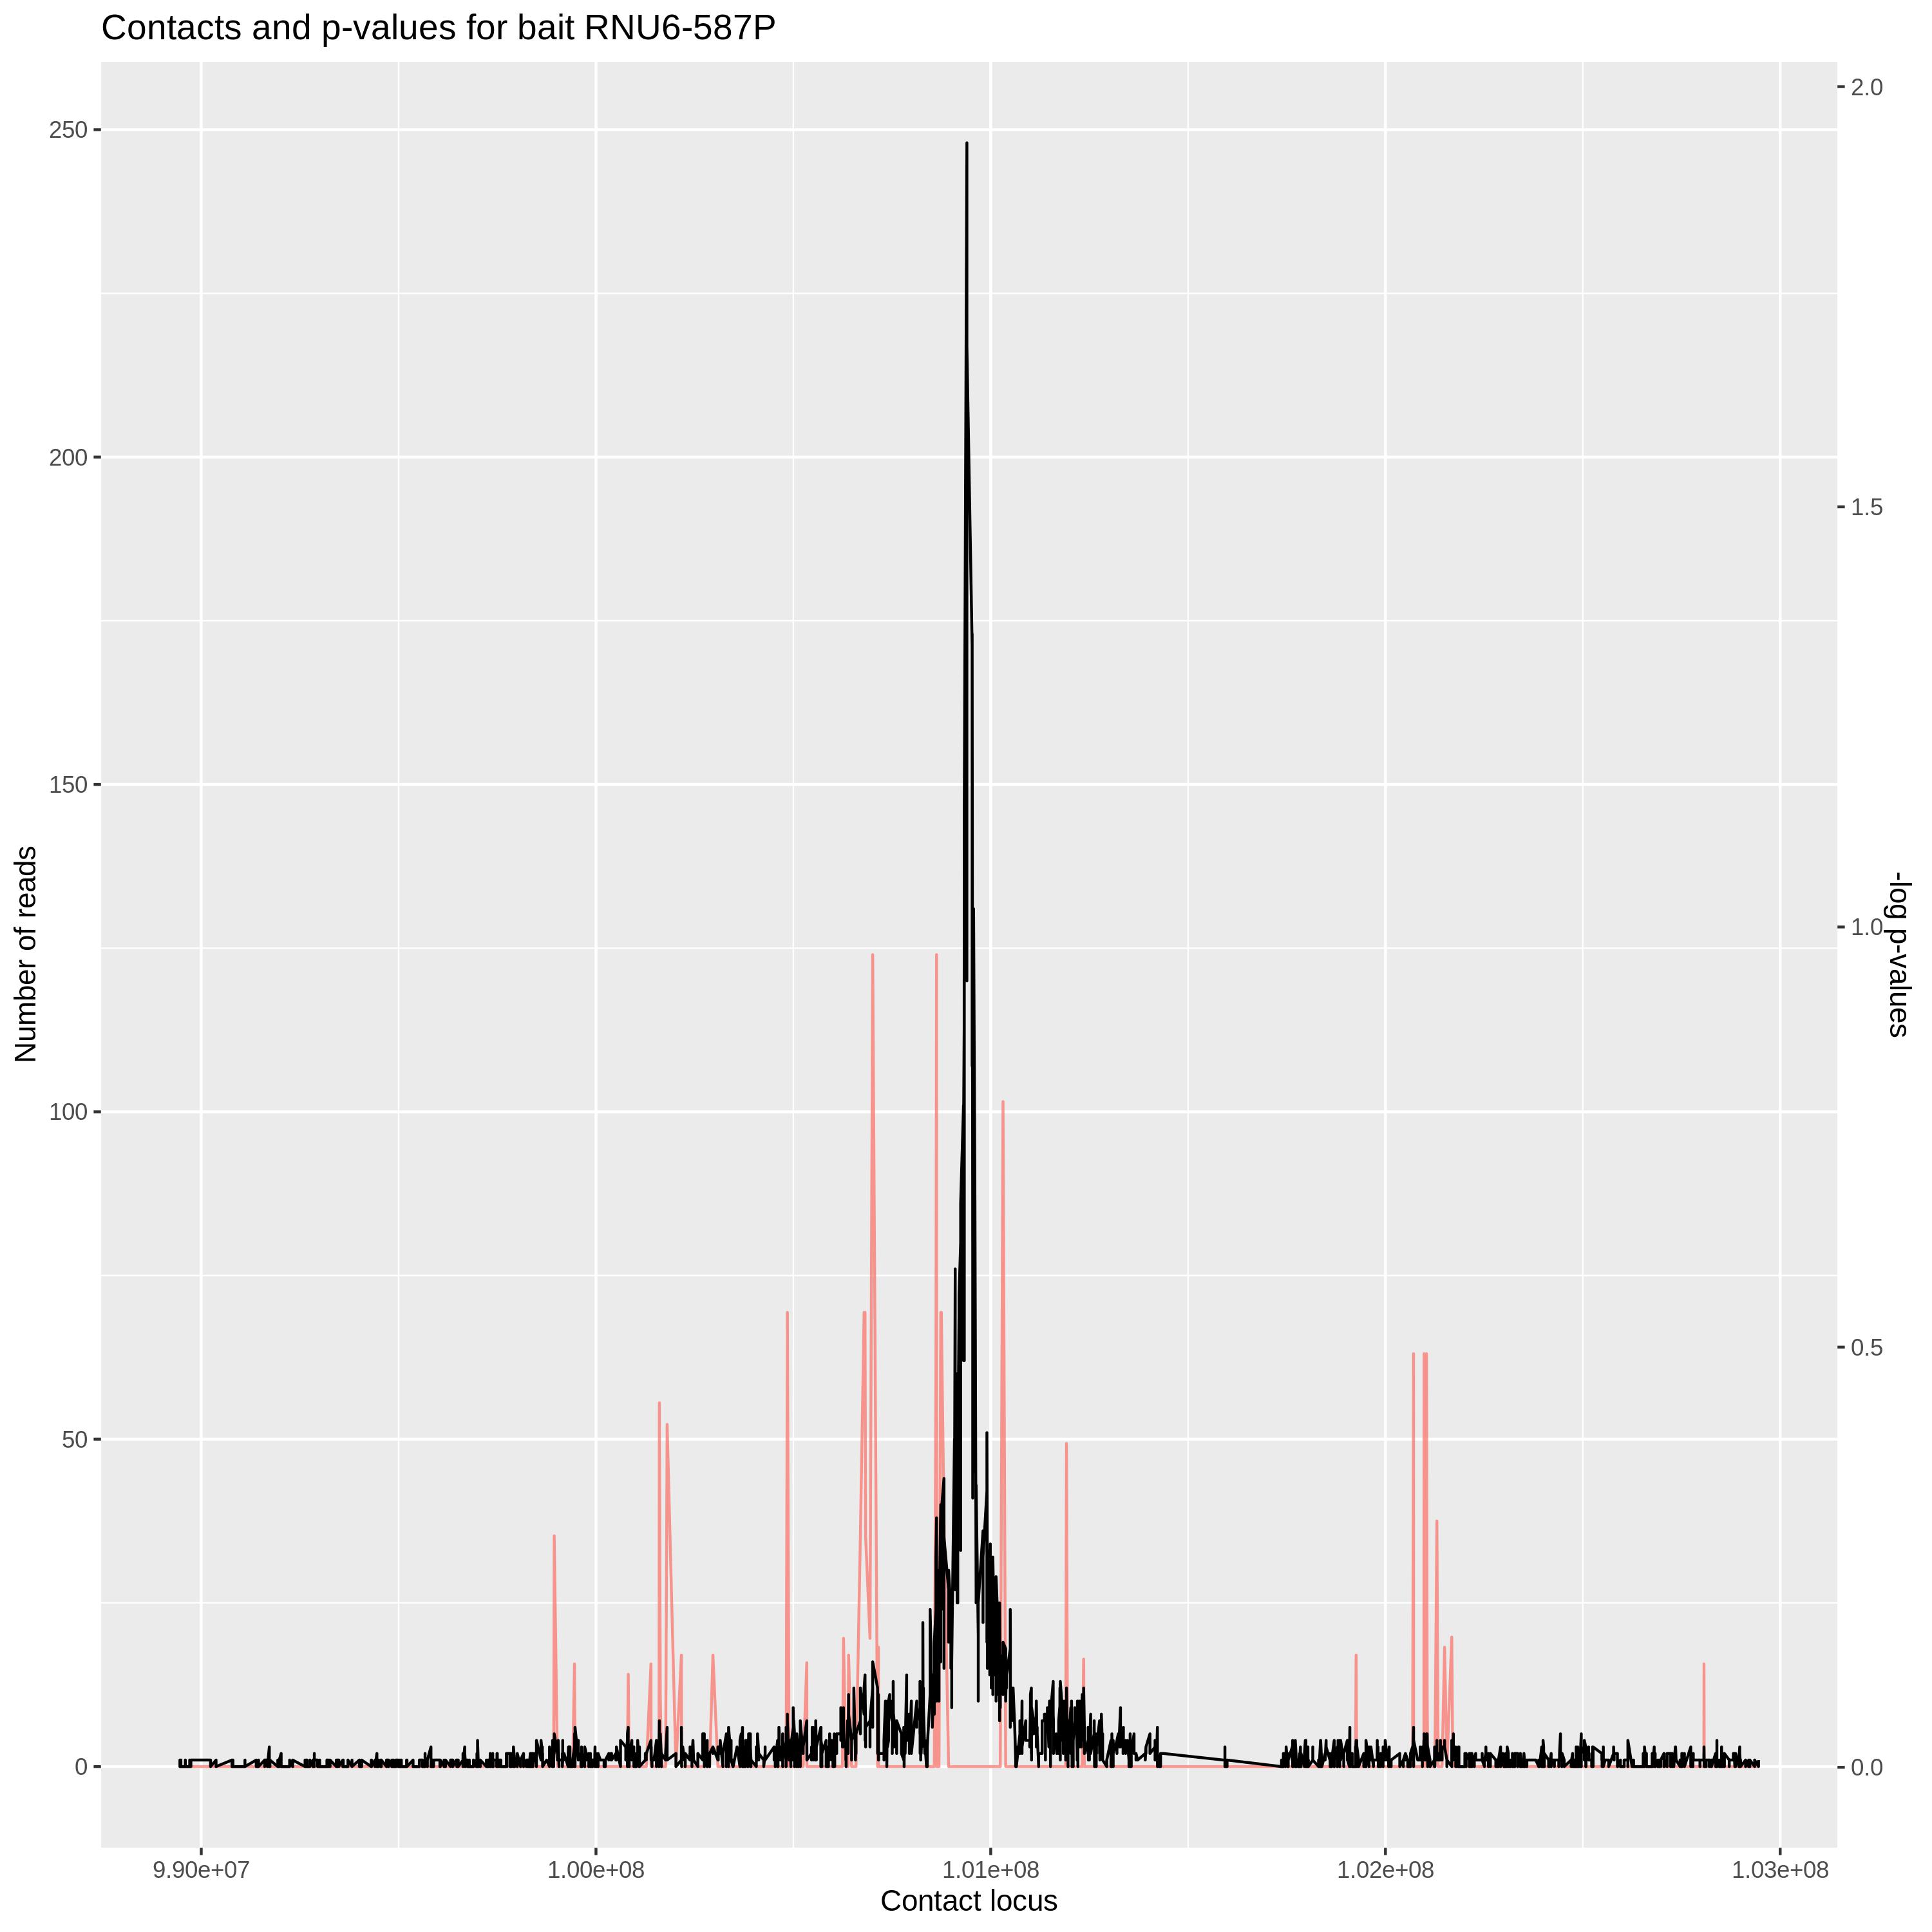 Contacts and p-values for bait RNU6-587P
250
200
150
100
50
0
2.0
1.5
1.0
0.5
0.0
Number of reads
-log p-values
9.90e+07 1.00e+08 1.01e+08 1.02e+08 1.03e+08
Contact locus